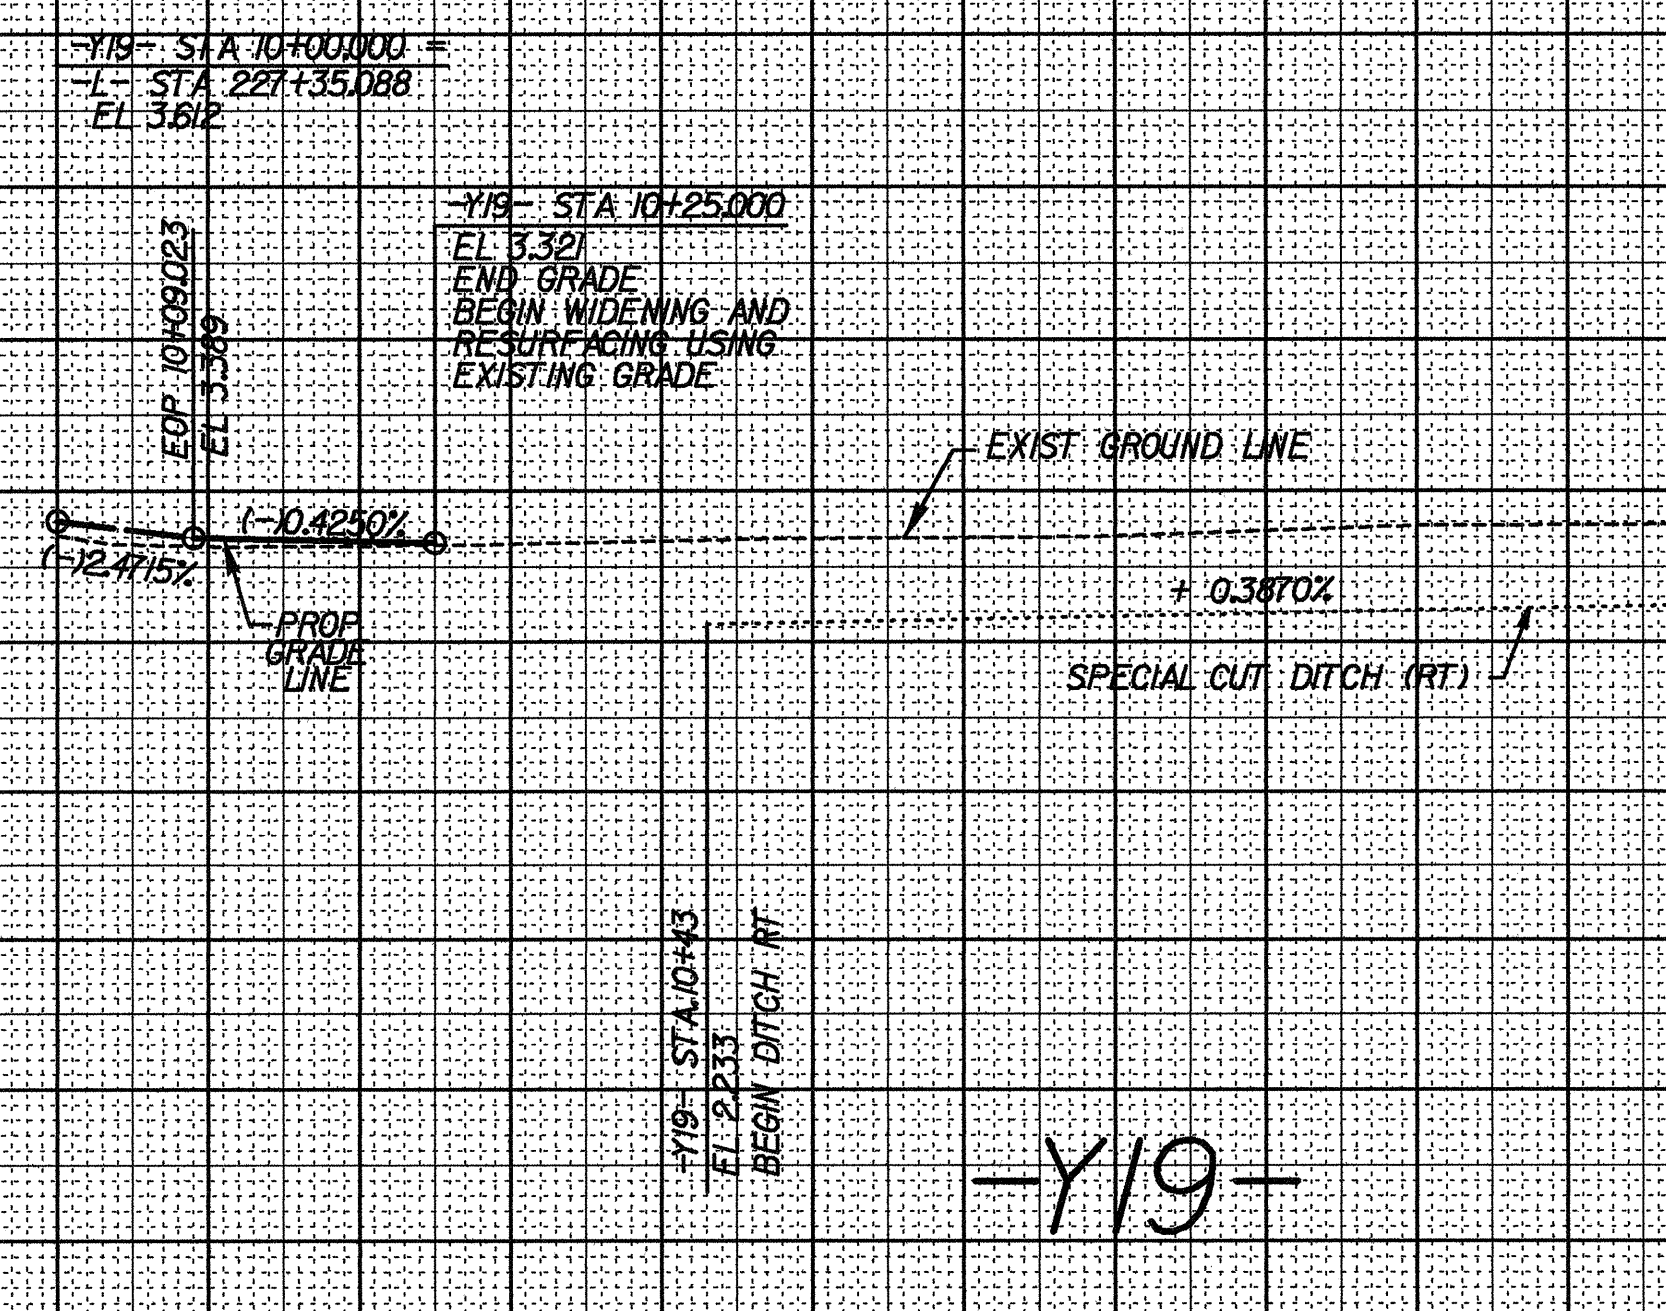 -Y19- STA 10+00.000 =
-L- STA 227+35.088
EL 3.612
-Y19- STA 10+25.000
EL 3.321
END GRADE
BEGIN WIDENING AND
RESURFACING USING
EXISTING GRADE
EOP 10+09.023
EL 3.389
EXIST GROUND LINE
(-)0.4250%
(-)2.4715%
+ 0.3870%
PROP
GRADE
LINE
SPECIAL CUT DITCH (RT)
-Y19- STA.10+43
EL 2.233
BEGIN DITCH RT
-Y19-